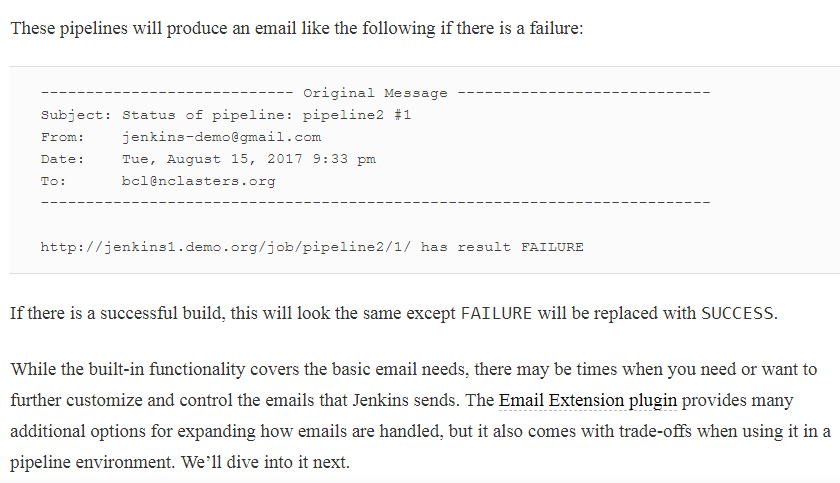 These pipelines will produce an email like the following if there is a failure:
---------------------------- Original Message ----------------------------
Subject: Status of pipeline: pipeline2 #1
From:    jenkins-demo@gmail.com
Date:    Tue, August 15, 2017 9:33 pm
To:      bcl@nclasters.org
--------------------------------------------------------------------------
http://jenkins1.demo.org/job/pipeline2/1/ has result FAILURE
If there is a successful build, this will look the same except FAILURE will be replaced with SUCCESS.
While the built-in functionality covers the basic email needs, there may be times when you need or want to
further customize and control the emails that Jenkins sends. The Email Extension plugin provides many
additional options for expanding how emails are handled, but it also comes with trade-offs when using it in a
pipeline environment. We’ll dive into it next.